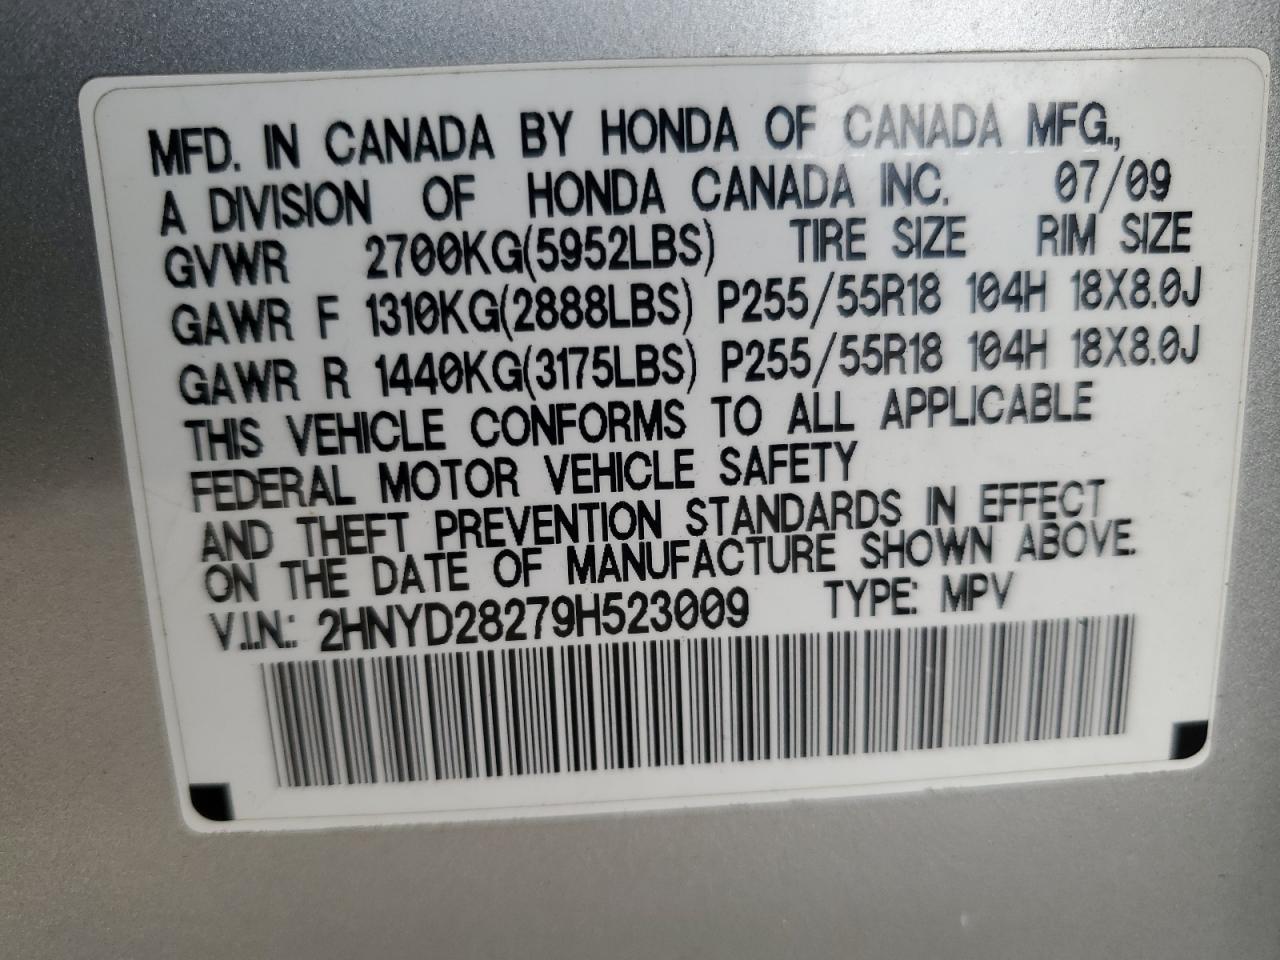 MFD. IN CANADA BY HONDA OF CANADA MFG.,
A DIVISION OF HONDA CANADA INC. 07/09
GVWR 2700KG(5952LBS) TIRE SIZE RIM SIZE
GAWR F 1310KG(2888LBS) P255/55R18 104H 18X8.0J
GAWR R 1440KG(3175LBS) P255/55R18 104H 18X8.0J
THIS VEHICLE CONFORMS TO ALL APPLICABLE
FEDERAL MOTOR VEHICLE SAFETY
AND THEFT PREVENTION STANDARDS IN EFFECT
ON THE DATE OF MANUFACTURE SHOWN ABOVE.
V.I.N.: 2HNYD28279H523009 TYPE: MPV